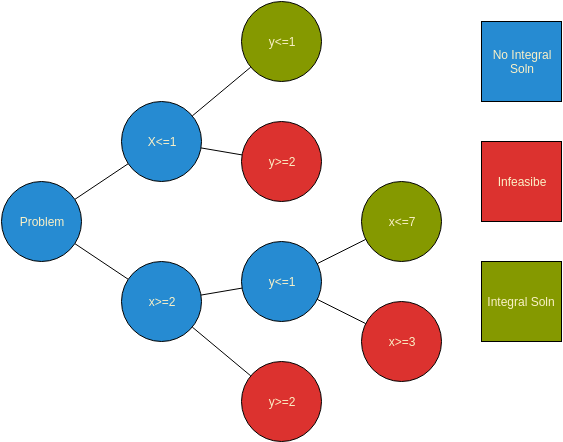 y<=1
No Integral
Soln
X<=1
y>=2
Infeasibe
Problem
x<=7
x>=2
y<=1
Integral Soln
x>=3
y>=2